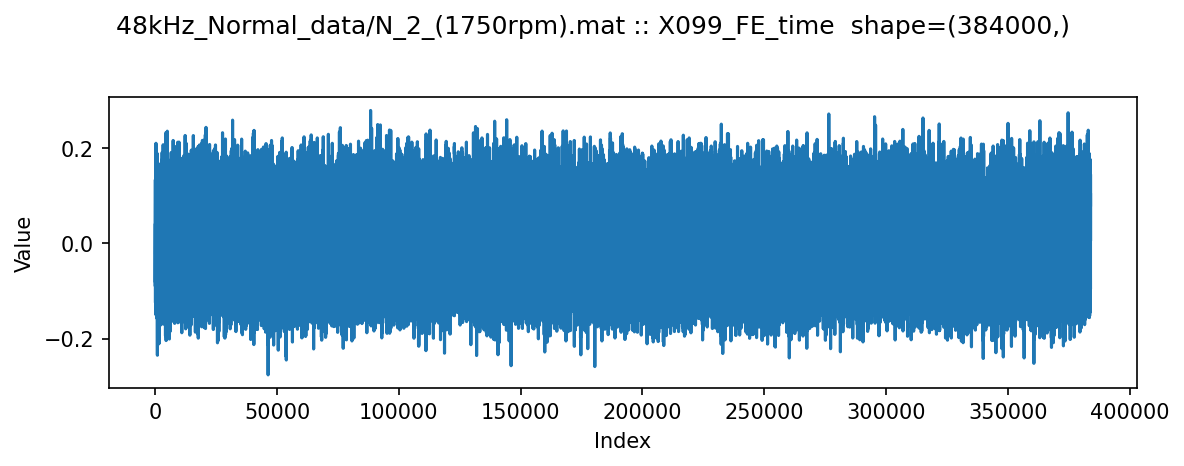 48kHz_Normal_data/N_2_(1750rpm).mat :: X099_FE_time  shape=(384000,)
0.2
0.0
−0.2
Value
0 50000 100000 150000 200000 250000 300000 350000 400000
Index